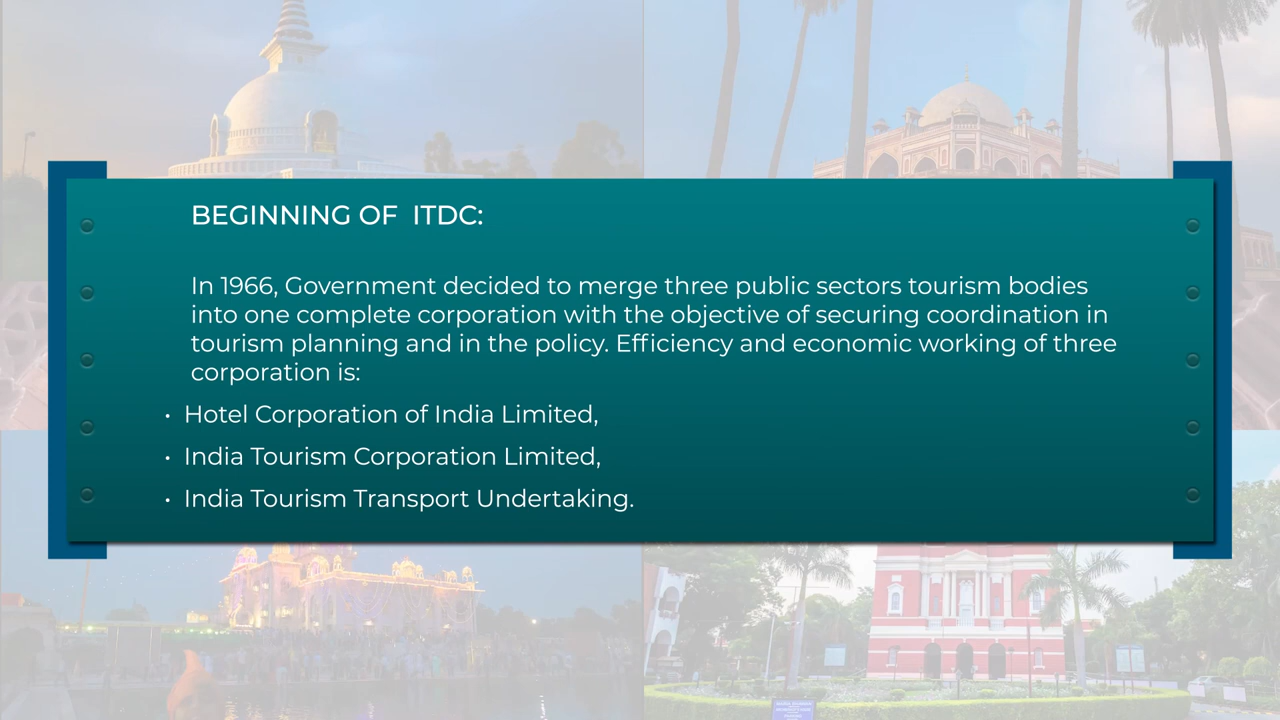 BEGINNING OF  ITDC:
In 1966, Government decided to merge three public sectors tourism bodies
into one complete corporation with the objective of securing coordination in
tourism planning and in the policy. Efficiency and economic working of three
corporation is:
• Hotel Corporation of India Limited,
• India Tourism Corporation Limited,
• India Tourism Transport Undertaking.